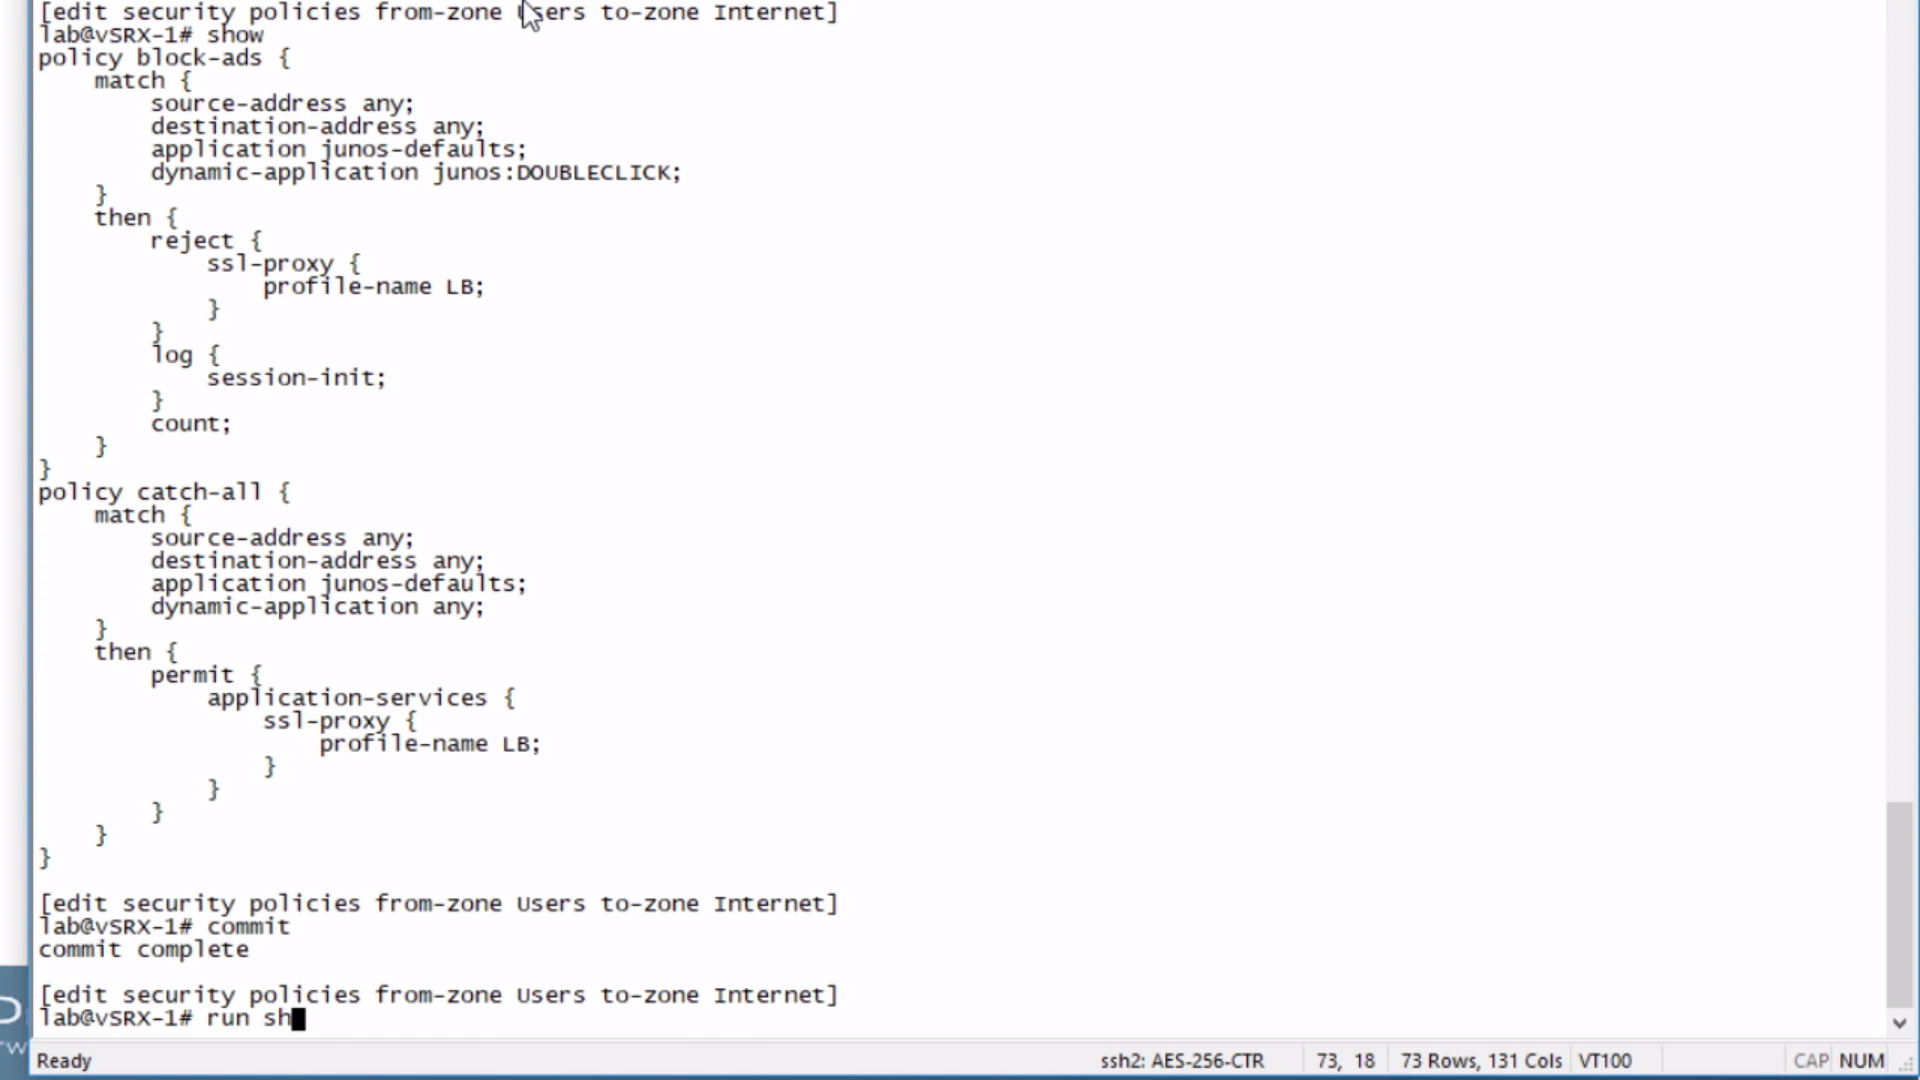 [edit security policies from-zone Users to-zone Internet]
lab@vSRX-1# show
policy block-ads {
    match {
        source-address any;
        destination-address any;
        application junos-defaults;
        dynamic-application junos:DOUBLECLICK;
    }
    then {
        reject {
            ssl-proxy {
                profile-name LB;
            }
        }
        log {
            session-init;
        }
        count;
    }
}
policy catch-all {
    match {
        source-address any;
        destination-address any;
        application junos-defaults;
        dynamic-application any;
    }
    then {
        permit {
            application-services {
                ssl-proxy {
                    profile-name LB;
                }
            }
        }
    }
}

[edit security policies from-zone Users to-zone Internet]
lab@vSRX-1# commit
commit complete

[edit security policies from-zone Users to-zone Internet]
lab@vSRX-1# run sh
Ready ssh2: AES-256-CTR 73, 18 73 Rows, 131 Cols VT100 CAP NUM